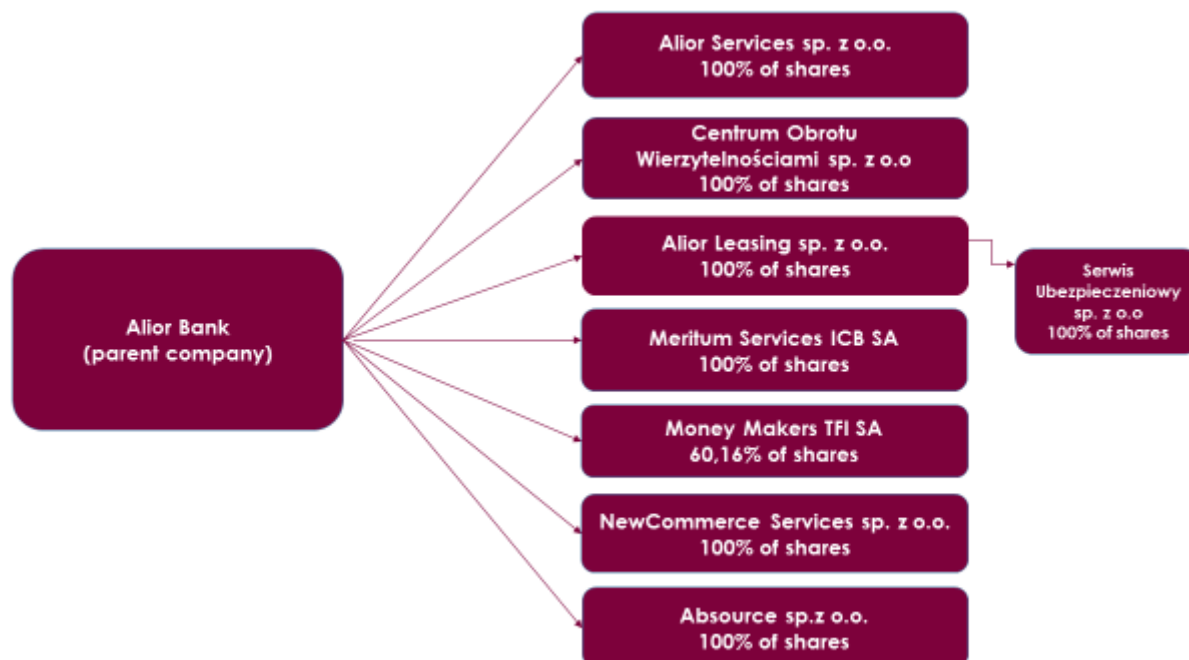 Alior Bank
(parent company)
Alior Services sp. z o.o.
100% of shares
Centrum Obrotu
Wierzytelnościami sp. z o.o
100% of shares
Alior Leasing sp. z o.o.
100% of shares
Serwis
Ubezpieczeniowy
sp. z o.o
100% of shares
Meritum Services ICB SA
100% of shares
Money Makers TFI SA
60,16% of shares
NewCommerce Services sp. z o.o.
100% of shares
Absource sp.z o.o.
100% of shares